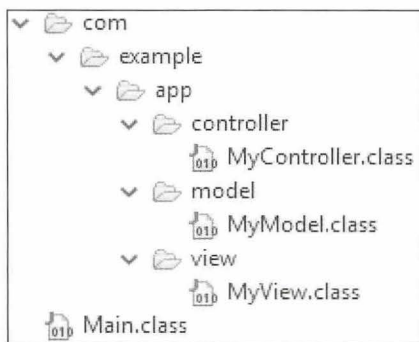 com
example
app
controller
MyController.class
model
MyModel.class
view
MyView.class
Main.class